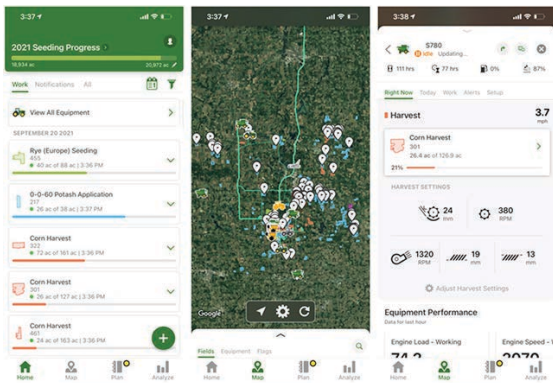 3:37
2021 Seeding Progress
18,934 ac
20,972 ac
Work Notifications All
View All Equipment
SEPTEMBER 20 2021
Rye (Europe) Seeding
455
40 ac of 88 ac | 3:36 PM
0-0-60 Potash Application
217
26 ac of 38 ac | 3:37 PM
Corn Harvest
322
72 ac of 161 ac | 3:36 PM
Corn Harvest
301
26 ac of 127 ac | 3:36 PM
Corn Harvest
461
24 ac of 163 ac | 3:36 PM
Home Map Plan Analyze
3:37
Google
Fields Equipment Flags
Home Map Plan Analyze
3:38
S780
Idle Updating...
111 hrs 77 hrs 0% 87%
Right Now Today Work Alerts Setup
Harvest 3.7
mph
Corn Harvest
301
26.4 ac of 126.9 ac
21%
HARVEST SETTINGS
24
mm
380
RPM
1320
RPM
19
mm
13
mm
Adjust Harvest Settings
Equipment Performance
Data for last hour
Engine Load - Working Engine Speed -
Home Map Plan Analyze